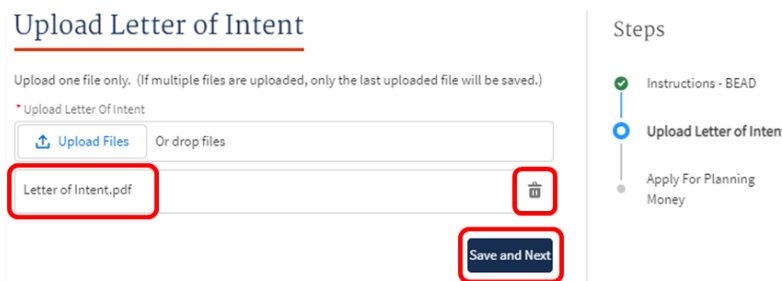 Upload Letter of Intent
Upload one file only. (If multiple files are uploaded, only the last uploaded file will be saved.)
* Upload Letter Of Intent
Upload Files Or drop files
Letter of Intent.pdf
Save and Next
Steps
Instructions - BEAD
Upload Letter of Intent
Apply For Planning
Money